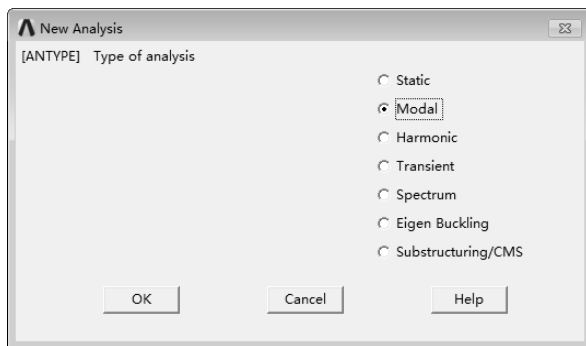 New Analysis
[ANTYPE] Type of analysis
Static
Modal
Harmonic
Transient
Spectrum
Eigen Buckling
Substructuring/CMS
OK Cancel Help